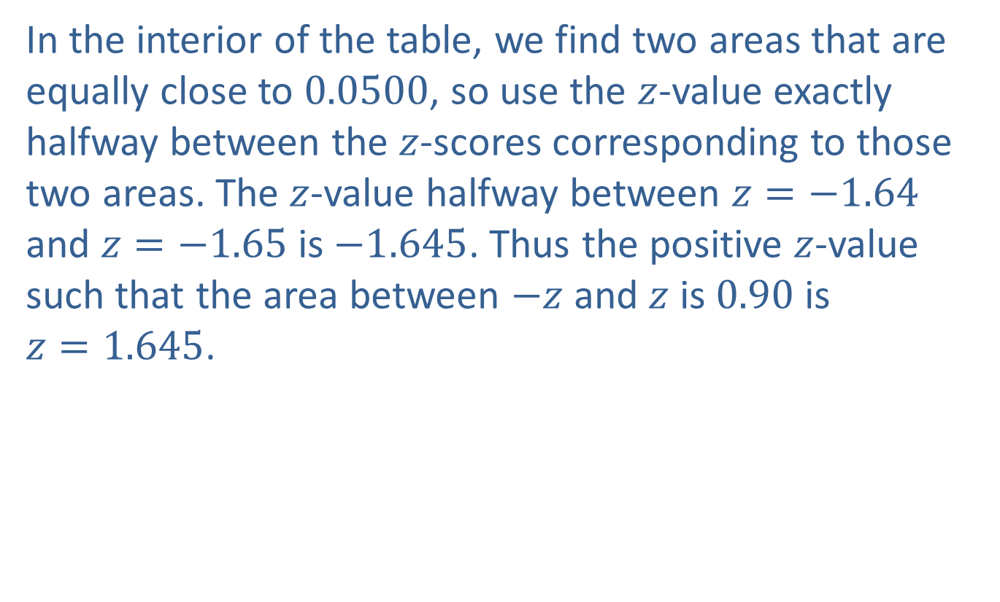 In the interior of the table, we find two areas that are
equally close to 0.0500, so use the z-value exactly
halfway between the z-scores corresponding to those
two areas. The z-value halfway between z = −1.64
and z = −1.65 is −1.645. Thus the positive z-value
such that the area between −z and z is 0.90 is
z = 1.645.